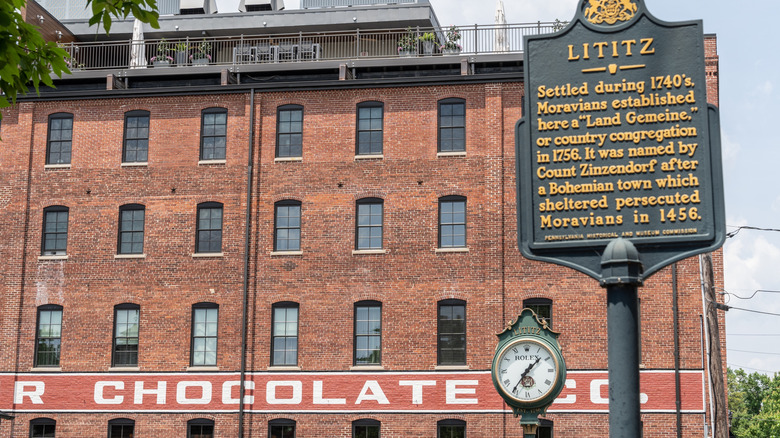 LITITZ
Settled during 1740's.
Moravians established
here a "Land Gemeine,"
or country congregation
in 1756. It was named by
Count Zinzendorf after
a Bohemian town which
sheltered persecuted
Moravians in 1456.
PENNSYLVANIA HISTORICAL AND MUSEUM COMMISSION
LITITZ
ROLEX
R CHOCOLATE CO.